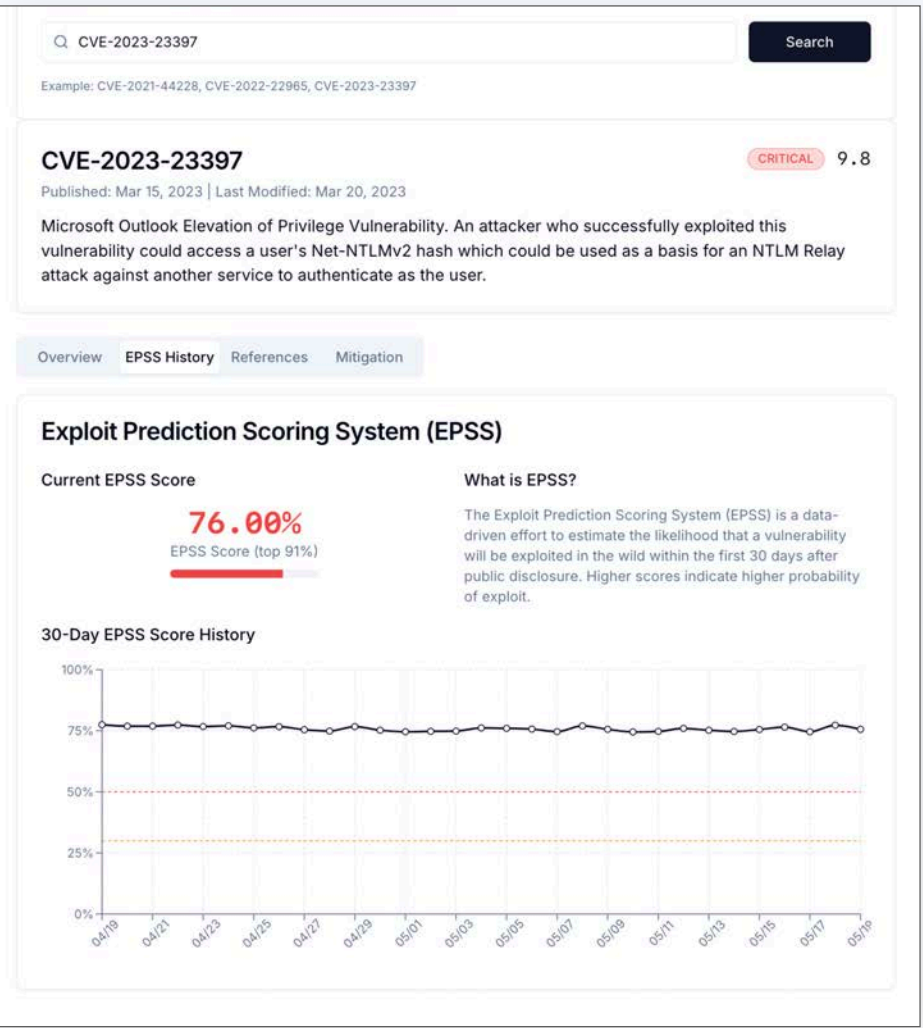 CVE-2023-23397
Search
Example: CVE-2021-44228, CVE-2022-22965, CVE-2023-23397
CVE-2023-23397
CRITICAL 9.8
Published: Mar 15, 2023 | Last Modified: Mar 20, 2023
Microsoft Outlook Elevation of Privilege Vulnerability. An attacker who successfully exploited this
vulnerability could access a user's Net-NTLMv2 hash which could be used as a basis for an NTLM Relay
attack against another service to authenticate as the user.
Overview EPSS History References Mitigation
Exploit Prediction Scoring System (EPSS)
Current EPSS Score
76.00%
EPSS Score (top 91%)
What is EPSS?
The Exploit Prediction Scoring System (EPSS) is a data-
driven effort to estimate the likelihood that a vulnerability
will be exploited in the wild within the first 30 days after
public disclosure. Higher scores indicate higher probability
of exploit.
30-Day EPSS Score History
100%
75%
50%
25%
0%
04/19 04/21 04/23 04/25 04/27 04/29 05/01 05/03 05/05 05/07 05/09 05/11 05/13 05/15 05/17